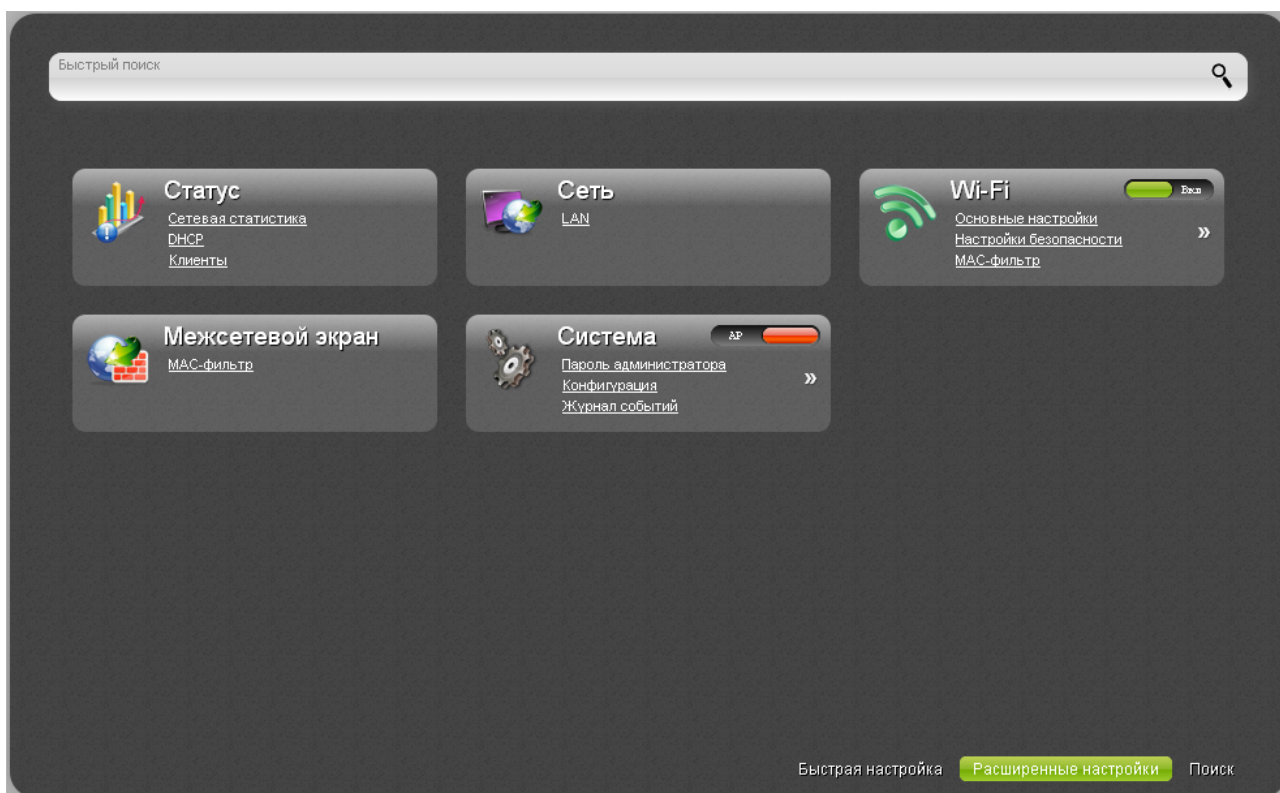 Быстрый поиск
Статус
Сетевая статистика
DHCP
Клиенты
Сеть
LAN
Wi-Fi
Вкл
Основные настройки
Настройки безопасности
MAC-фильтр
»
Межсетевой экран
MAC-фильтр
Система
AP
Пароль администратора
Конфигурация
Журнал событий
»
Быстрая настройка
Расширенные настройки
Поиск